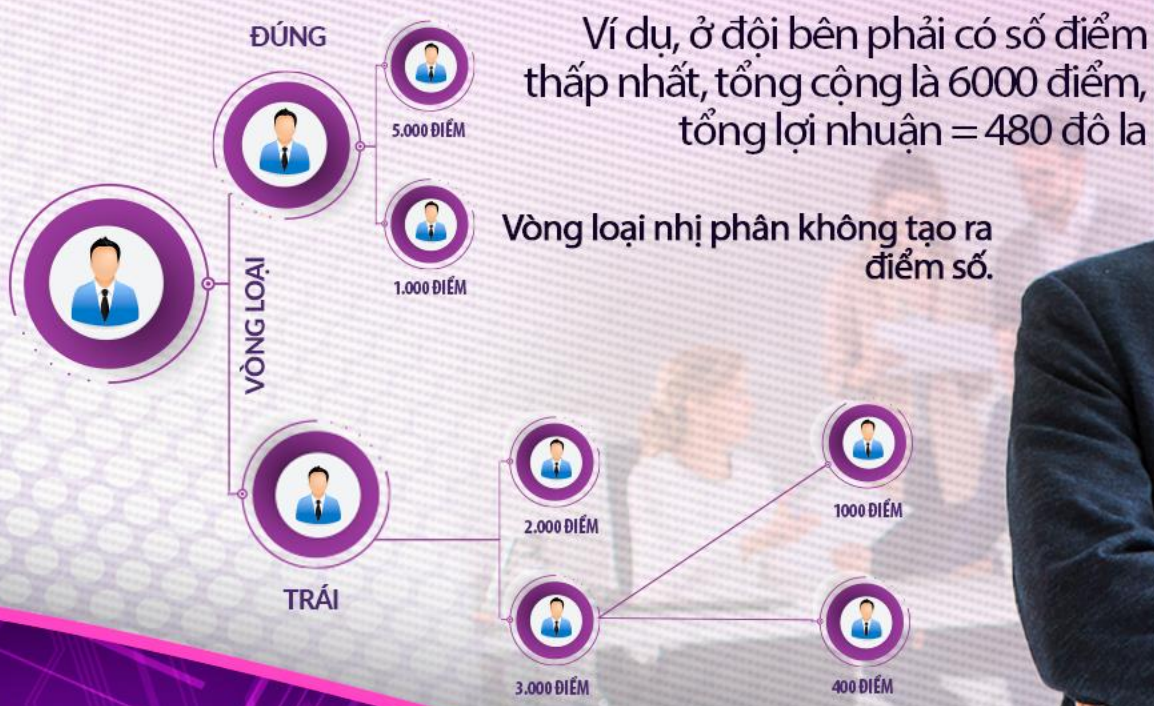 ĐÚNG
Ví dụ, ở đội bên phải có số điểm
thấp nhất, tổng cộng là 6000 điểm,
tổng lợi nhuận = 480 đô la
5.000 ĐIỂM
Vòng loại nhị phân không tạo ra
điểm số.
1.000 ĐIỂM
VÒNG LOẠI
2.000 ĐIỂM
1000 ĐIỂM
TRÁI
3.000 ĐIỂM
400 ĐIỂM